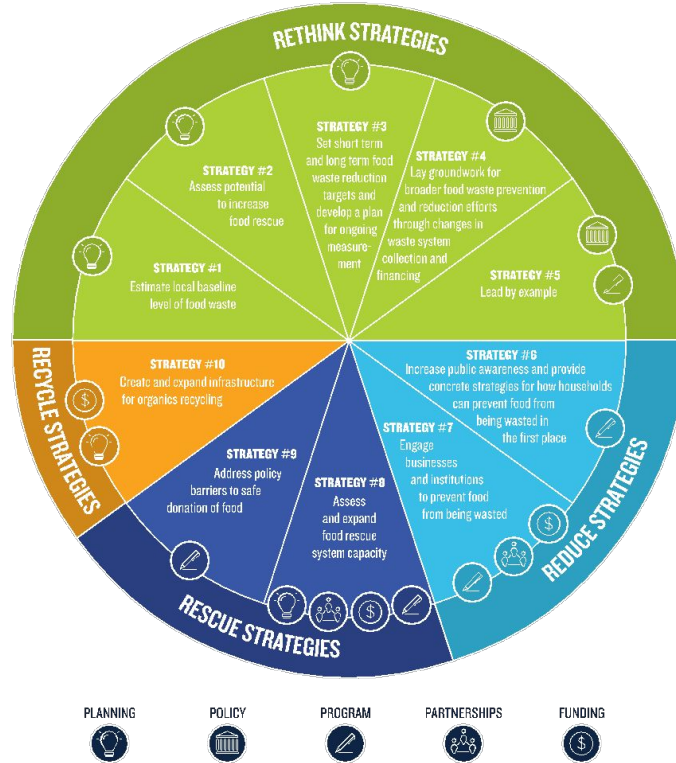 RETHINK STRATEGIES
STRATEGY #1
Estimate local baseline
level of food waste
STRATEGY #2
Assess potential
to increase
food rescue
STRATEGY #3
Set short term
and long term food
waste reduction
targets and
develop a plan
for ongoing
measure-
ment
STRATEGY #4
Lay groundwork for
broader food waste prevention
and reduction efforts
through changes in
waste system
collection and
financing
STRATEGY #5
Lead by example
REDUCE STRATEGIES
STRATEGY #6
Increase public awareness and provide
concrete strategies for how households
can prevent food from
being wasted in
the first place
STRATEGY #7
Engage
businesses
and institutions
to prevent food
from being wasted
RESCUE STRATEGIES
STRATEGY #8
Assess
and expand
food rescue
system capacity
STRATEGY #9
Address policy
barriers to safe
donation of food
RECYCLE STRATEGIES
STRATEGY #10
Create and expand infrastructure
for organics recycling
$
$
$
PLANNING
POLICY
PROGRAM
PARTNERSHIPS
FUNDING
$